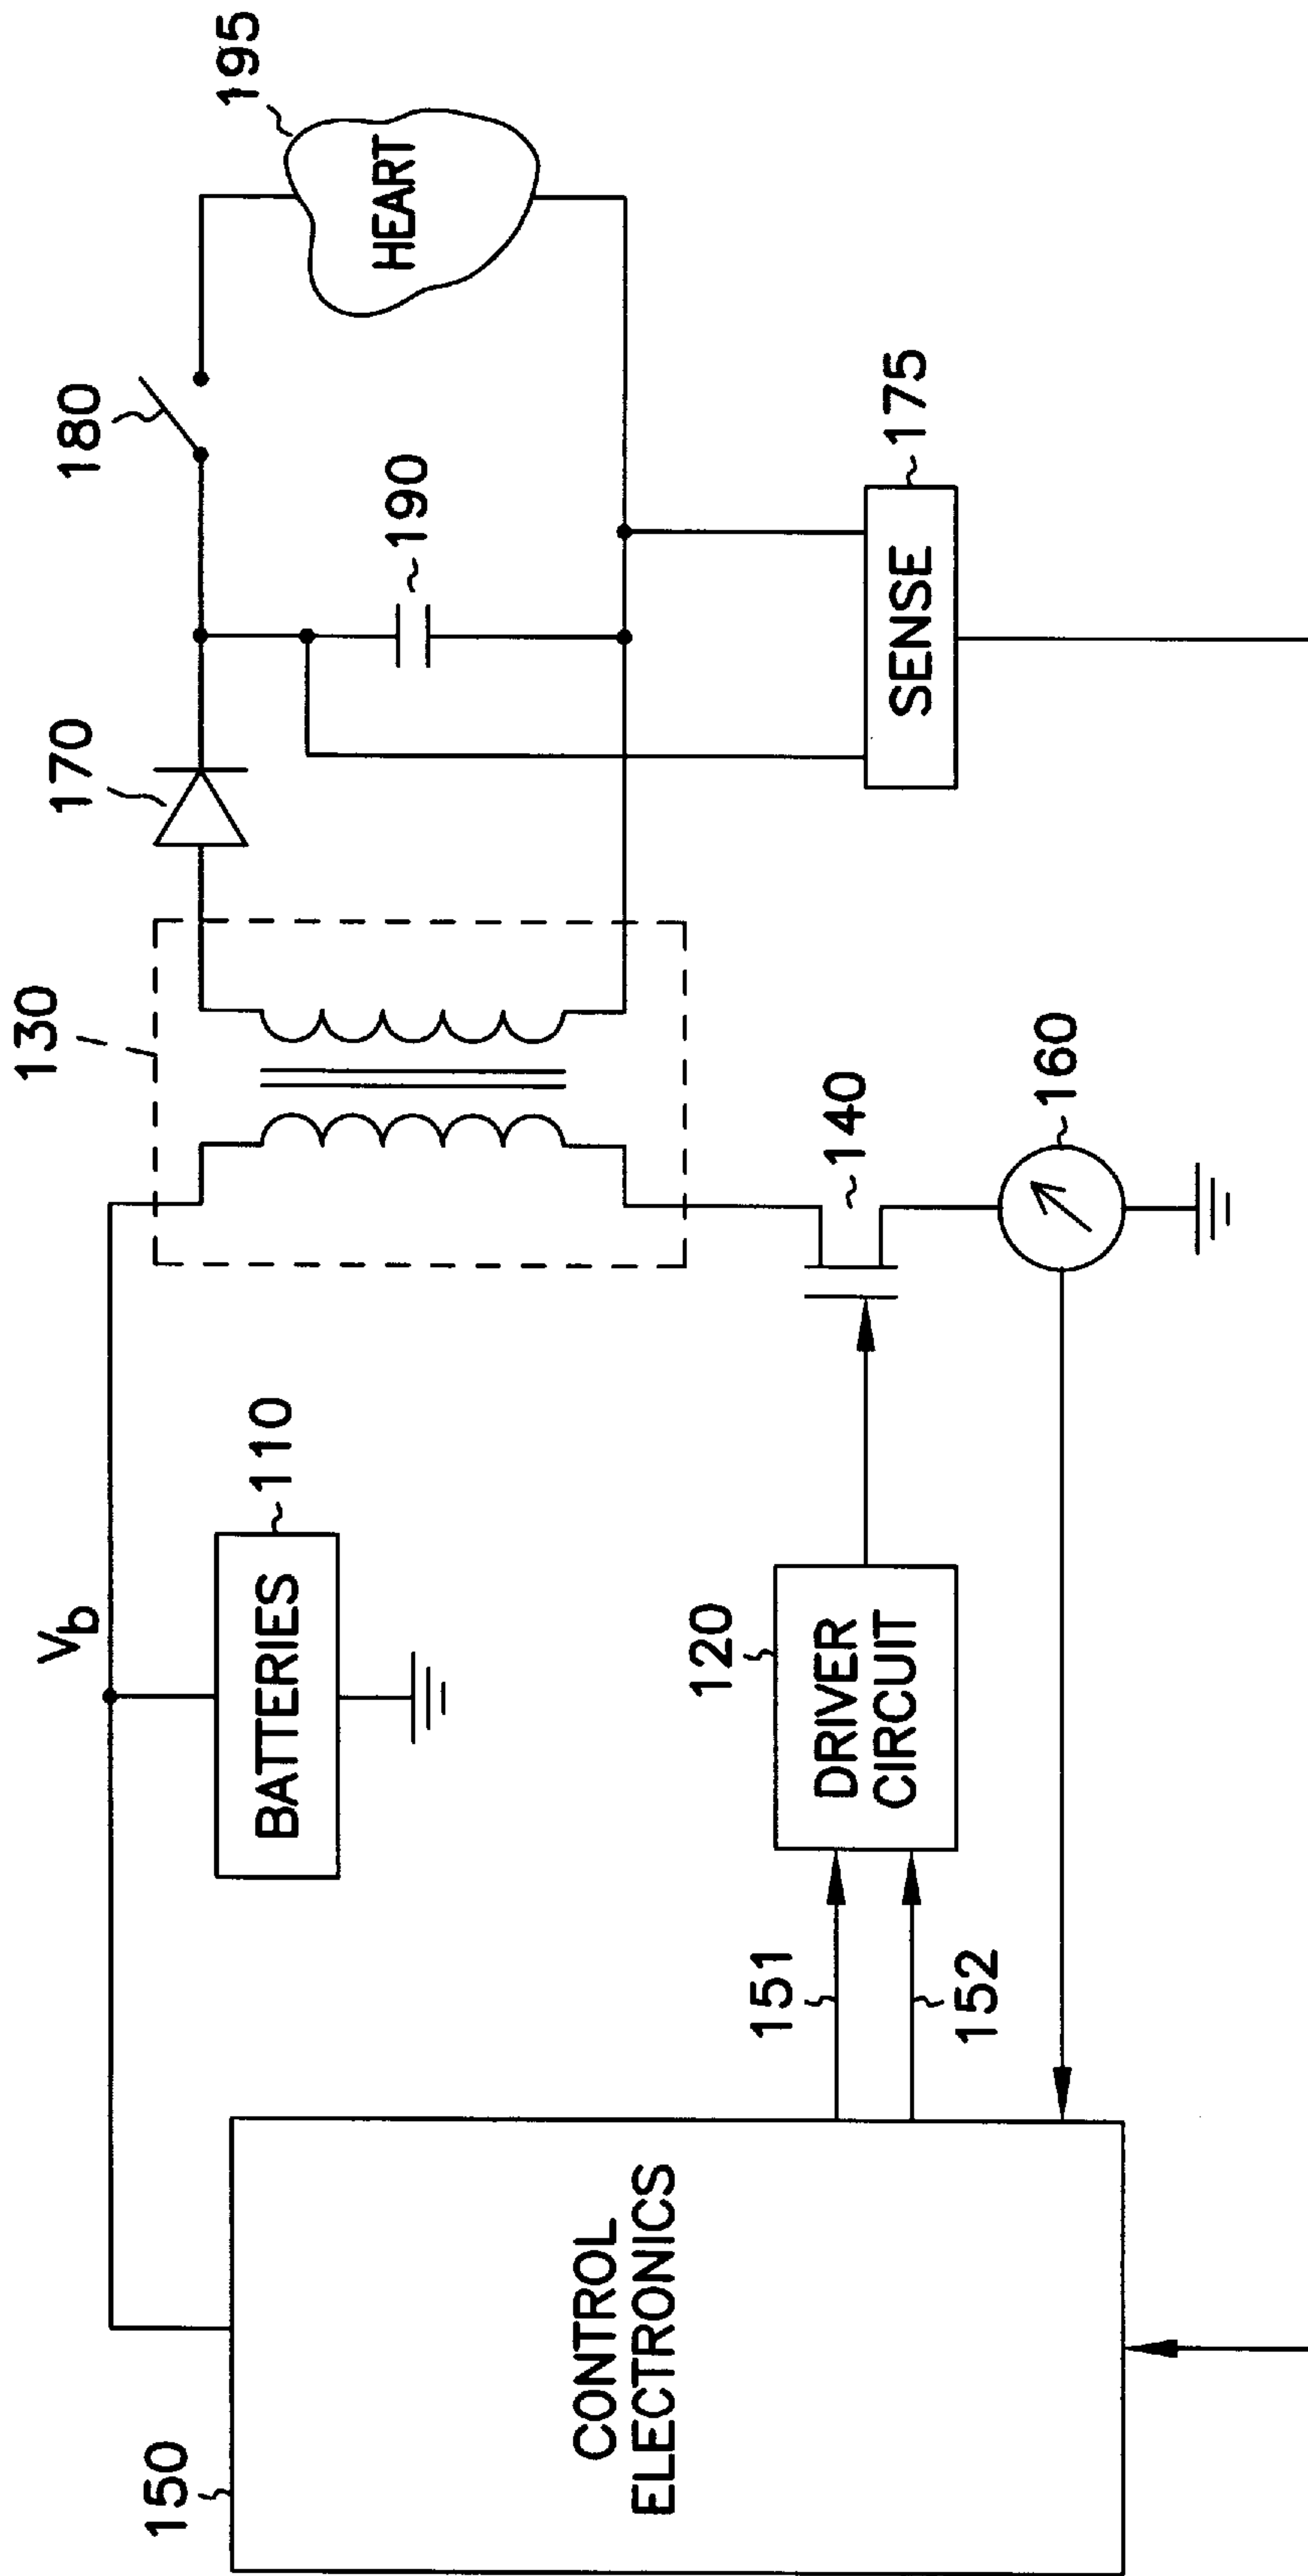 130
170
180
195
HEART
190
V_b
BATTERIES
110
140
160
SENSE
175
150
CONTROL
ELECTRONICS
151
152
120
DRIVER
CIRCUIT